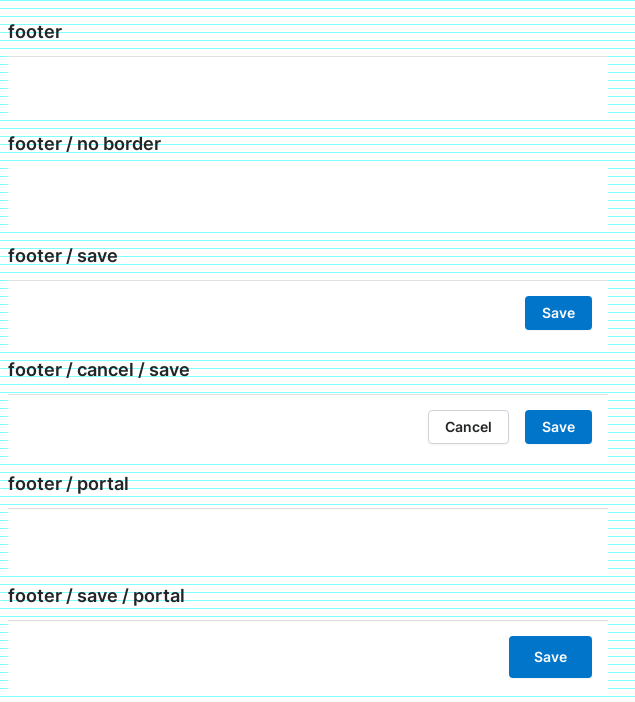 footer
footer / no border
footer / save
Save
footer / cancel / save
Cancel Save
footer / portal
footer / save / portal
Save